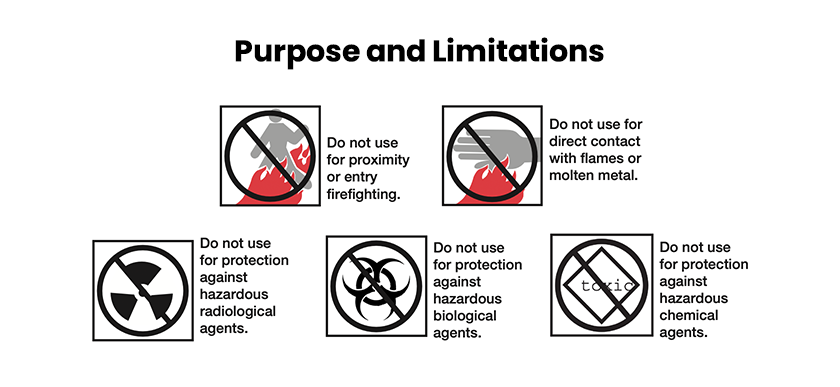 Purpose and Limitations
Do not use
for proximity
or entry
firefighting.
Do not use for
direct contact
with flames or
molten metal.
Do not use
for protection
against
hazardous
radiological
agents.
Do not use
for protection
against
hazardous
biological
agents.
toxic
Do not use
for protection
against
hazardous
chemical
agents.